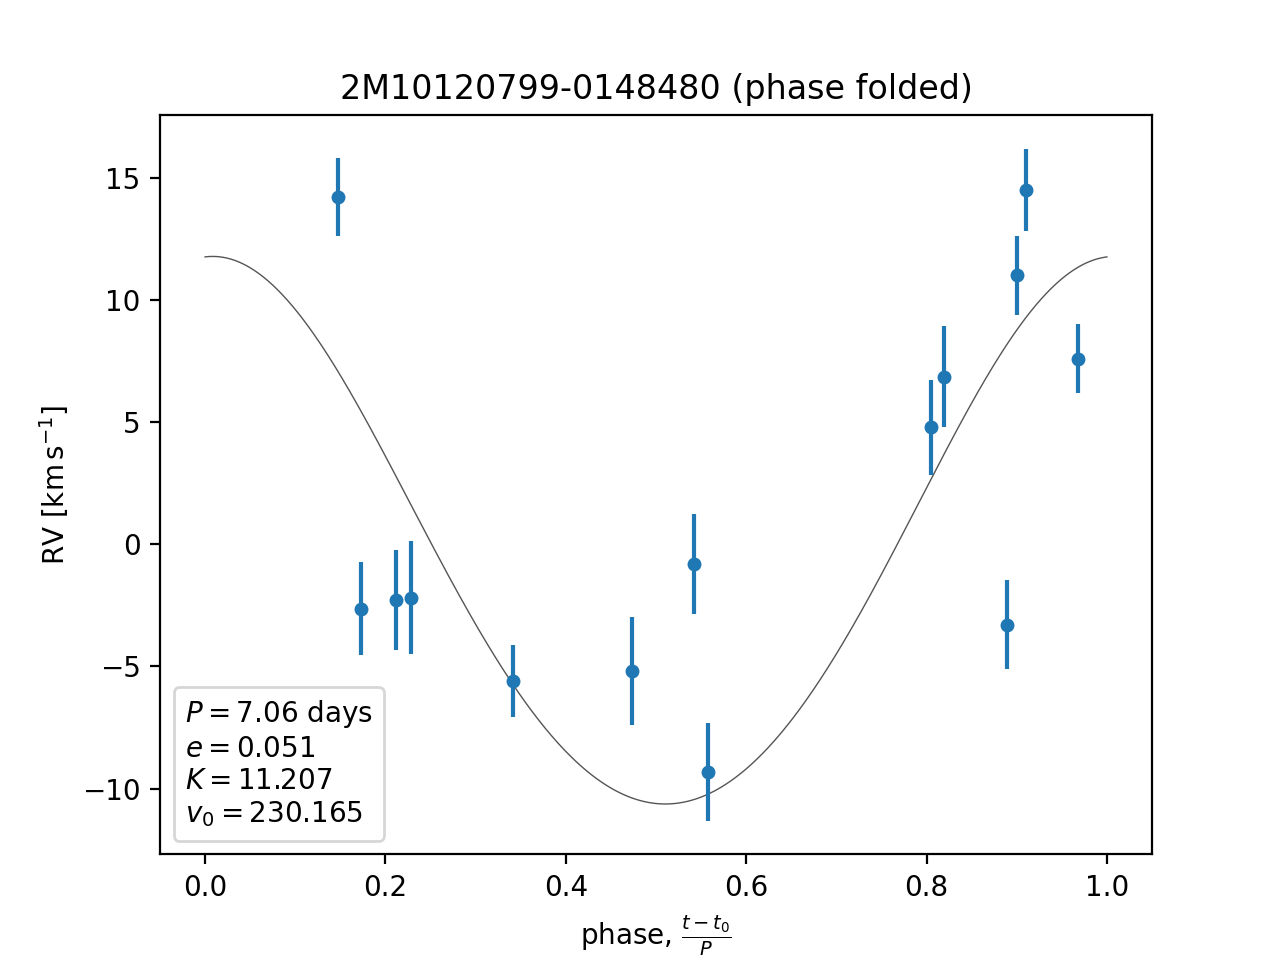 2M10120799-0148480 (phase folded)
15
10
5
0
−5
−10
RV [km s⁻¹]
P = 7.06 days
e = 0.051
K = 11.207
v₀ = 230.165
0.0 0.2 0.4 0.6 0.8 1.0
phase, (t − t₀)/P